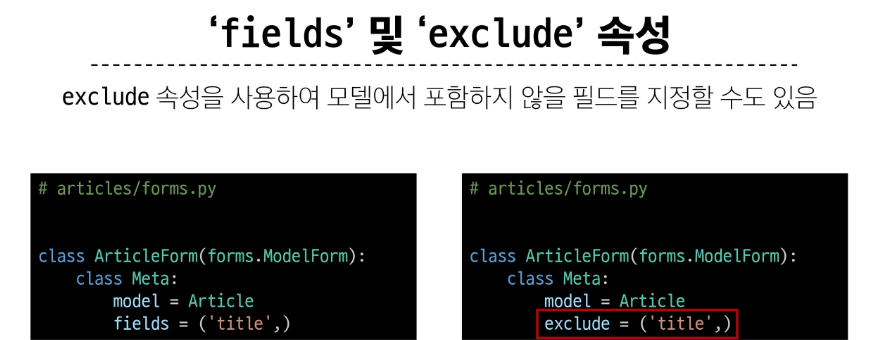 ‘fields’ 및 ‘exclude’ 속성
exclude 속성을 사용하여 모델에서 포함하지 않을 필드를 지정할 수도 있음
# articles/forms.py
class ArticleForm(forms.ModelForm):
    class Meta:
        model = Article
        fields = ('title',)
# articles/forms.py
class ArticleForm(forms.ModelForm):
    class Meta:
        model = Article
        exclude = ('title',)